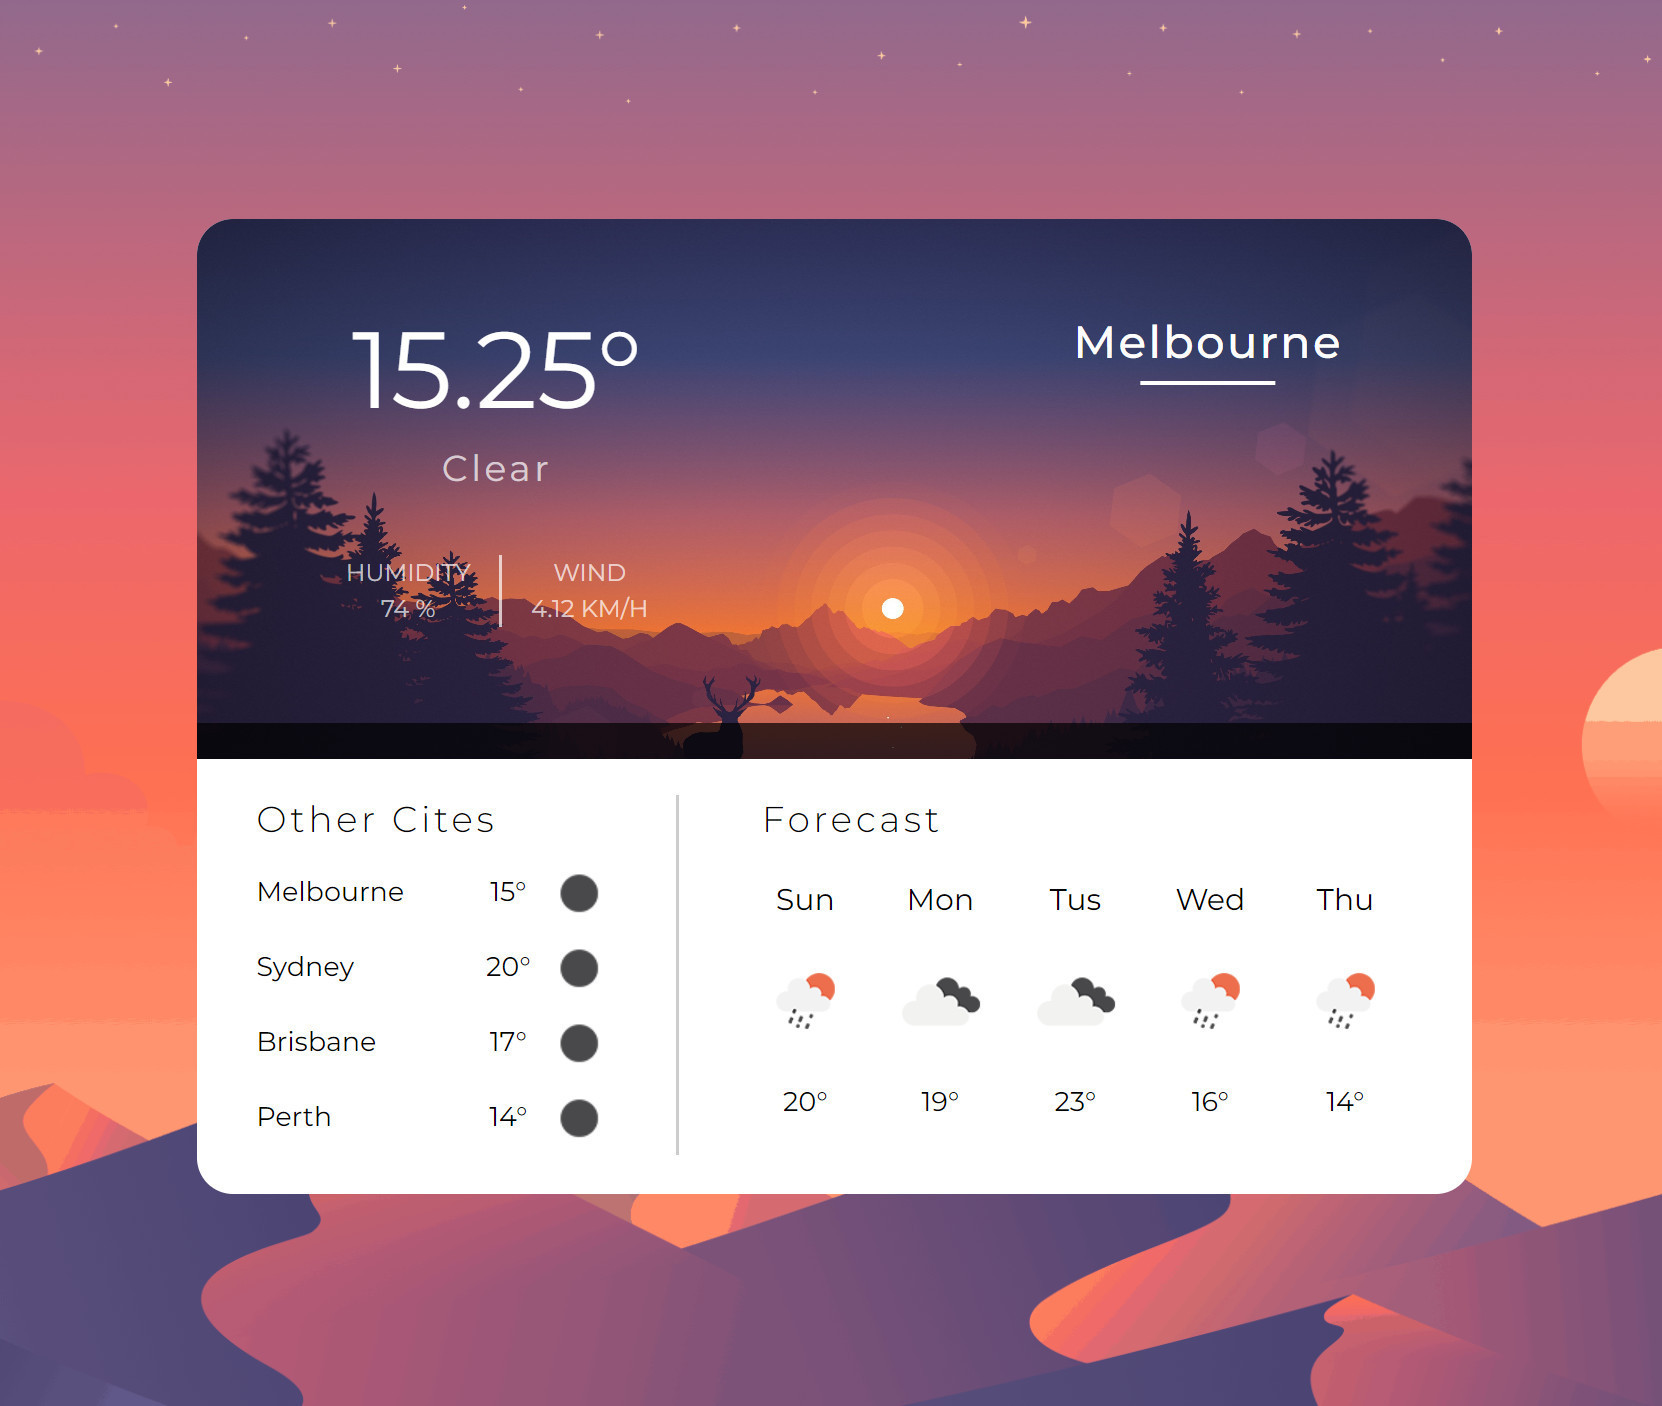 15.25°
Melbourne
Clear
HUMIDITY
74 %
WIND
4.12 KM/H
Other Cites
Melbourne 15°
Sydney 20°
Brisbane 17°
Perth 14°
Forecast
Sun Mon Tus Wed Thu
20° 19° 23° 16° 14°